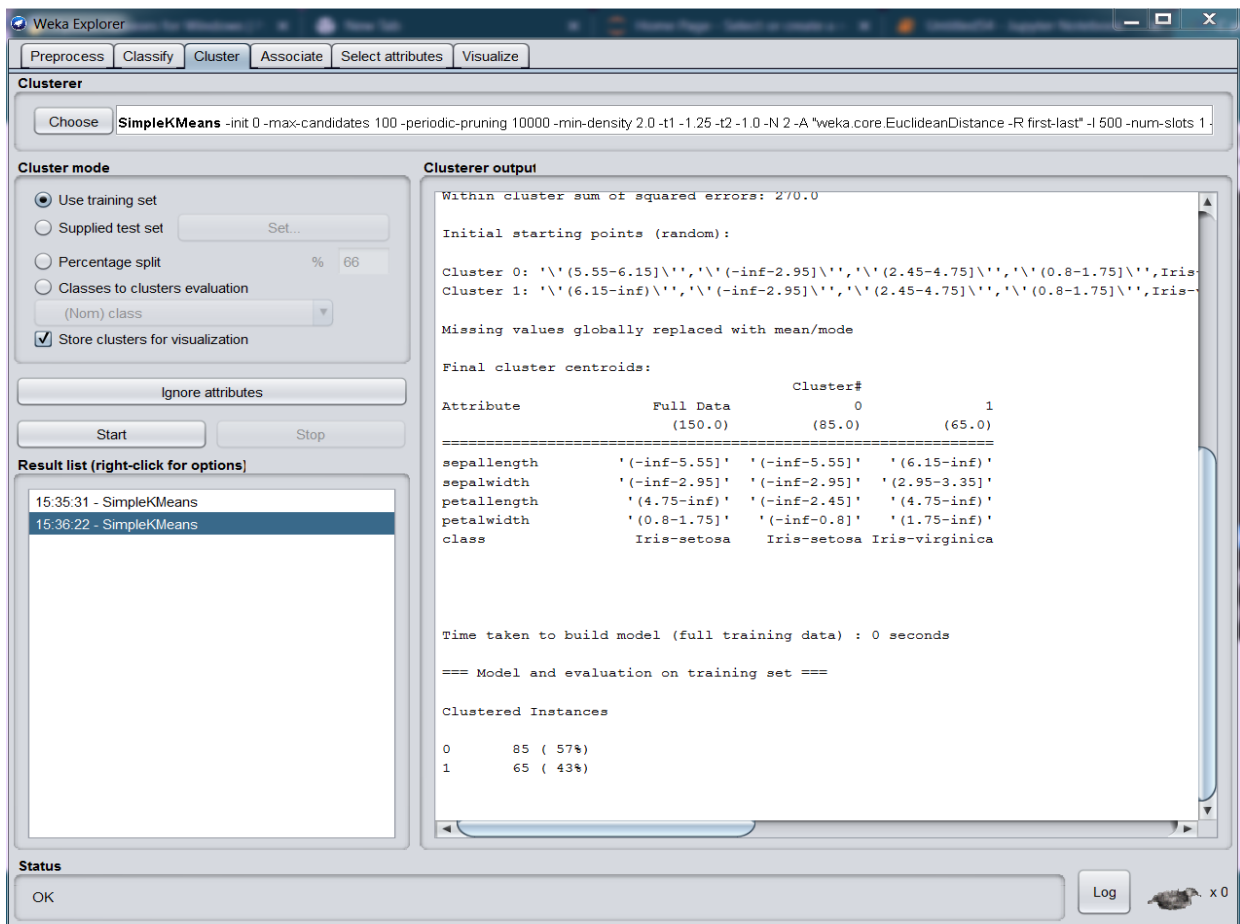 Weka Explorer
New Tab
Preprocess Classify Cluster Associate Select attributes Visualize
Clusterer
Choose SimpleKMeans -init 0 -max-candidates 100 -periodic-pruning 10000 -min-density 2.0 -t1 -1.25 -t2 -1.0 -N 2 -A "weka.core.EuclideanDistance -R first-last" -I 500 -num-slots 1 -
Cluster mode
Use training set
Supplied test set Set...
Percentage split % 66
Classes to clusters evaluation
(Nom) class
Store clusters for visualization
Ignore attributes
Start Stop
Result list (right-click for options)
15:35:31 - SimpleKMeans
15:36:22 - SimpleKMeans
Clusterer output
Within cluster sum of squared errors: 270.0
Initial starting points (random):
Cluster 0: '\'(5.55-6.15]\'','\'(-inf-2.95]\'','\'(2.45-4.75]\'','\'(0.8-1.75]\'',Iris-
Cluster 1: '\'(6.15-inf)\'','\'(-inf-2.95]\'','\'(2.45-4.75]\'','\'(0.8-1.75]\'',Iris-
Missing values globally replaced with mean/mode
Final cluster centroids:
Cluster#
Attribute Full Data 0 1
(150.0) (85.0) (65.0)
================================================================
sepallength '(-inf-5.55]' '(-inf-5.55]' '(6.15-inf)'
sepalwidth '(-inf-2.95]' '(-inf-2.95]' '(2.95-3.35]'
petallength '(4.75-inf)' '(-inf-2.45]' '(4.75-inf)'
petalwidth '(0.8-1.75]' '(-inf-0.8]' '(1.75-inf)'
class Iris-setosa Iris-setosa Iris-virginica
Time taken to build model (full training data) : 0 seconds
=== Model and evaluation on training set ===
Clustered Instances
0 85 ( 57%)
1 65 ( 43%)
Status
OK
Log x 0